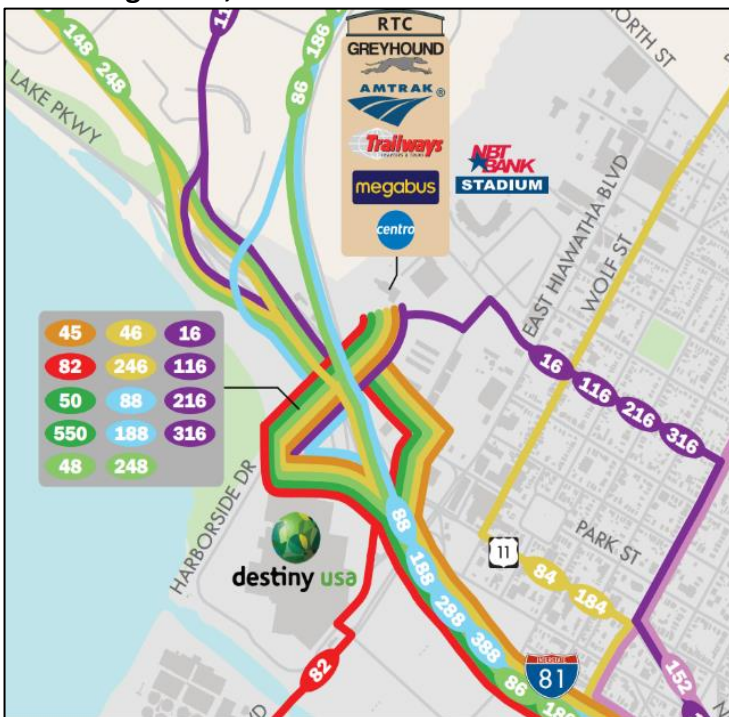 148 248
LAKE PKWY
11
86 186
RTC
GREYHOUND
AMTRAK®
Trailways
megabus
centro
NBT
BANK
STADIUM
NORTH ST
EAST HIAWATHA BLVD
WOLF ST
45 46 16
82 246 116
50 88 216
550 188 316
48 248
16 116 216 316
HARBORSIDE DR
destiny usa
88 188 288 388
86
11
PARK ST
84 184
82
INTERSTATE
81
152